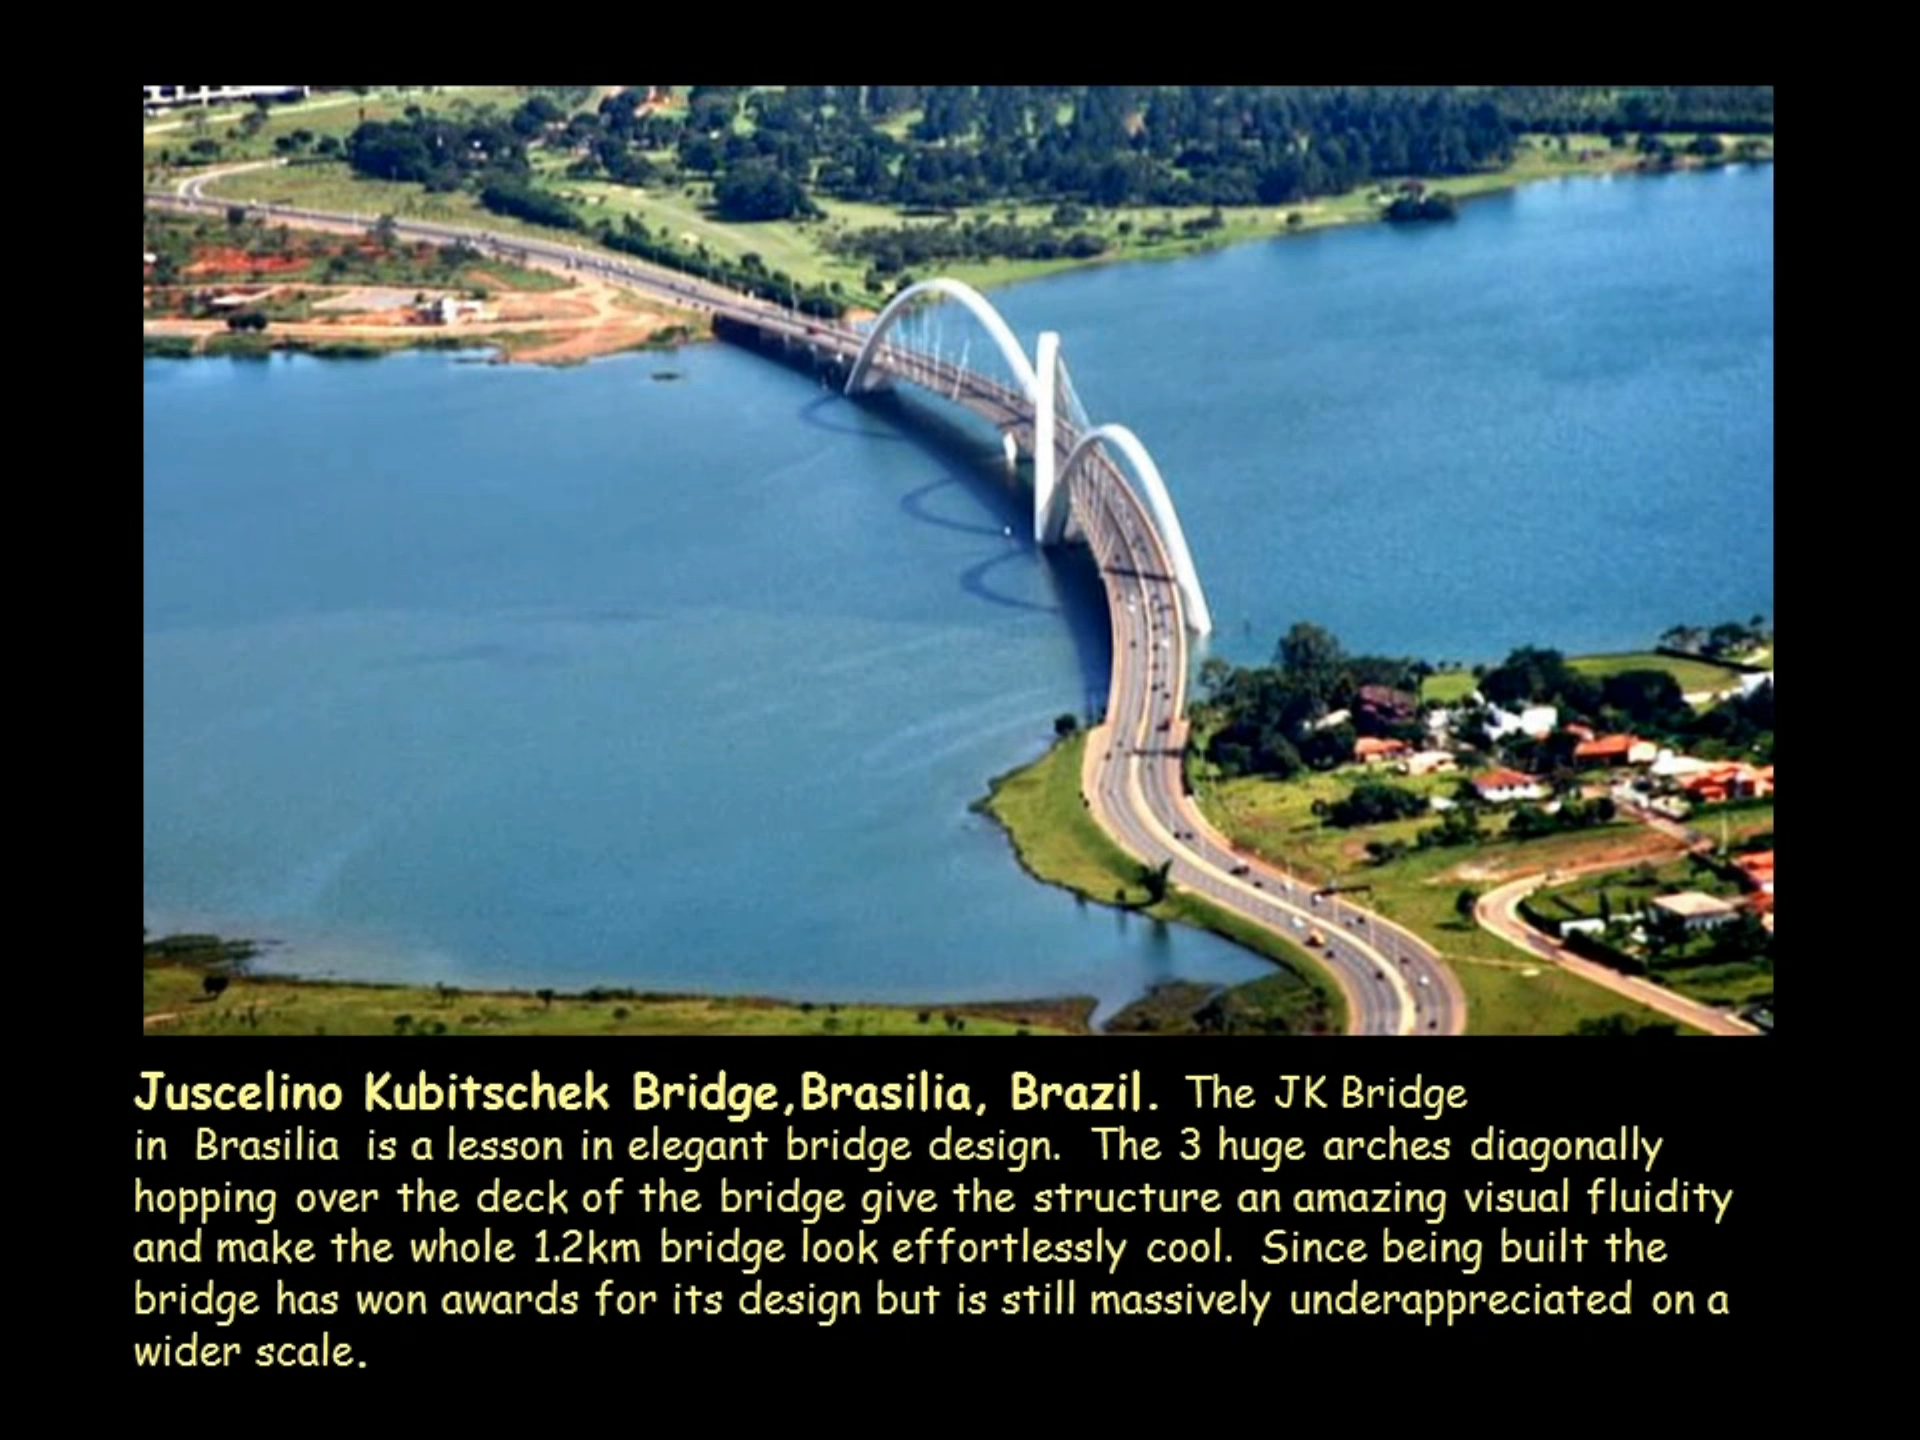 Juscelino Kubitschek Bridge,Brasilia, Brazil. The JK Bridge
in Brasilia is a lesson in elegant bridge design. The 3 huge arches diagonally
hopping over the deck of the bridge give the structure an amazing visual fluidity
and make the whole 1.2km bridge look effortlessly cool. Since being built the
bridge has won awards for its design but is still massively underappreciated on a
wider scale.